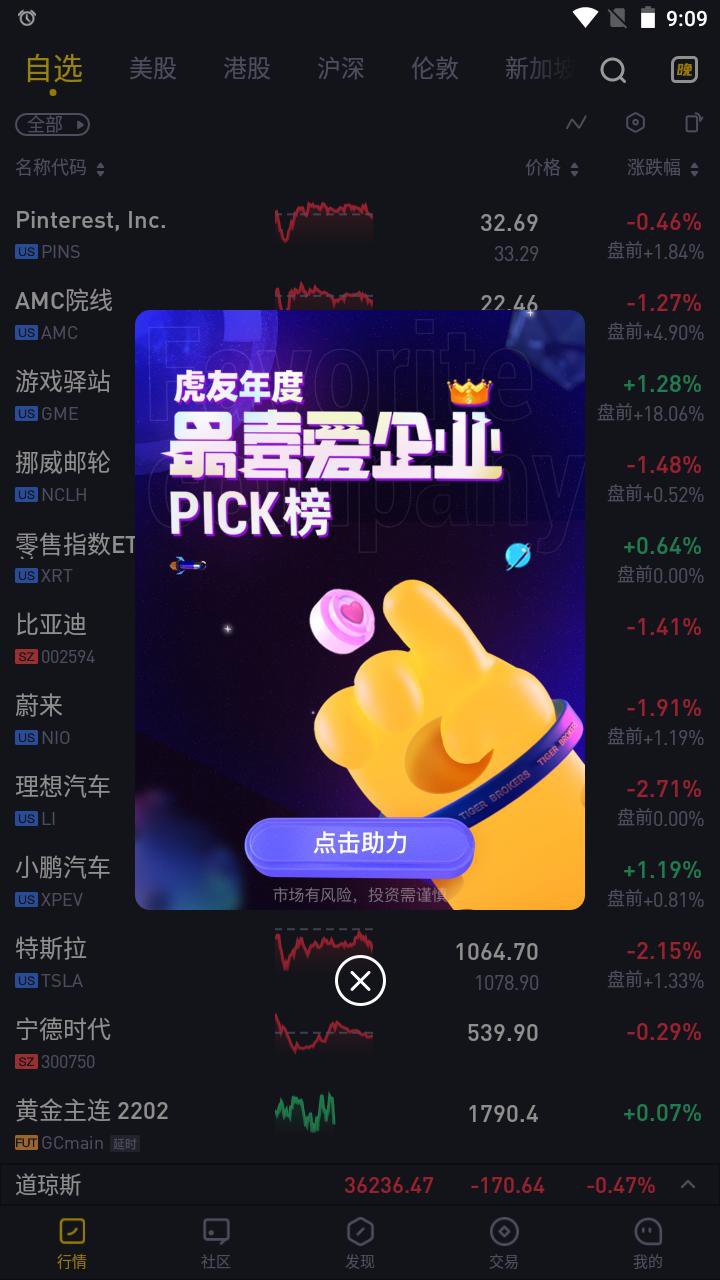 9:09
自选 美股 港股 沪深 伦敦 新加坡 晚
全部
名称代码 价格 涨跌幅
Pinterest, Inc. 32.69 -0.46%
US PINS 33.29 盘前+1.84%
AMC院线 22.46 -1.27%
US AMC 盘前+4.90%
游戏驿站 +1.28%
US GME 盘前+18.06%
挪威邮轮 -1.48%
US NCLH 盘前+0.52%
零售指数ET +0.64%
US XRT 盘前0.00%
比亚迪 -1.41%
SZ 002594
蔚来 -1.91%
US NIO 盘前+1.19%
理想汽车 -2.71%
US LI 盘前0.00%
小鹏汽车 +1.19%
US XPEV 盘前+0.81%
Favorite
Company
虎友年度
最喜爱企业
PICK榜
TIGER BROKERS TIGER BROKERS
点击助力
市场有风险，投资需谨慎
特斯拉 1064.70 -2.15%
US TSLA 1078.90 盘前+1.33%
宁德时代 539.90 -0.29%
SZ 300750
黄金主连 2202 1790.4 +0.07%
FUT GCmain 延时
道琼斯 36236.47 -170.64 -0.47%
行情 社区 发现 交易 我的